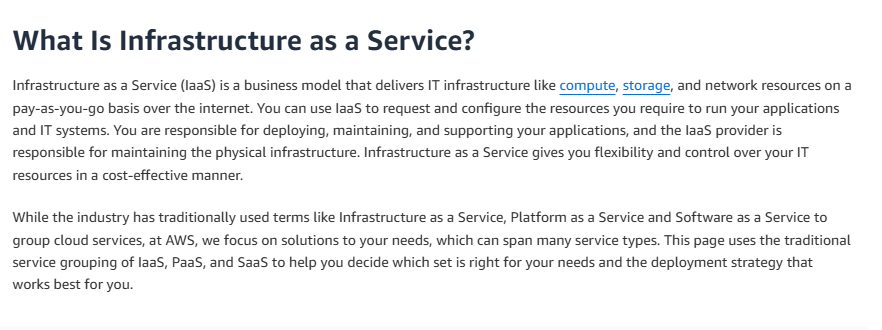 What Is Infrastructure as a Service?
Infrastructure as a Service (IaaS) is a business model that delivers IT infrastructure like compute, storage, and network resources on a
pay-as-you-go basis over the internet. You can use IaaS to request and configure the resources you require to run your applications
and IT systems. You are responsible for deploying, maintaining, and supporting your applications, and the IaaS provider is
responsible for maintaining the physical infrastructure. Infrastructure as a Service gives you flexibility and control over your IT
resources in a cost-effective manner.
While the industry has traditionally used terms like Infrastructure as a Service, Platform as a Service and Software as a Service to
group cloud services, at AWS, we focus on solutions to your needs, which can span many service types. This page uses the traditional
service grouping of IaaS, PaaS, and SaaS to help you decide which set is right for your needs and the deployment strategy that
works best for you.